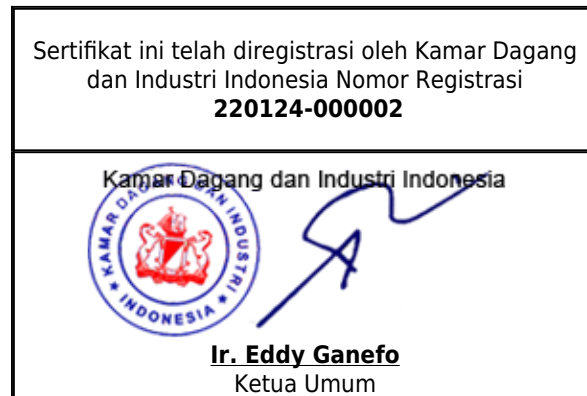 Sertifikat ini telah diregistrasi oleh Kamar Dagang
dan Industri Indonesia Nomor Registrasi
220124-000002
Kamar Dagang dan Industri Indonesia
KAMAR DAGANG DAN INDUSTRI
INDONESIA
Ir. Eddy Ganefo
Ketua Umum